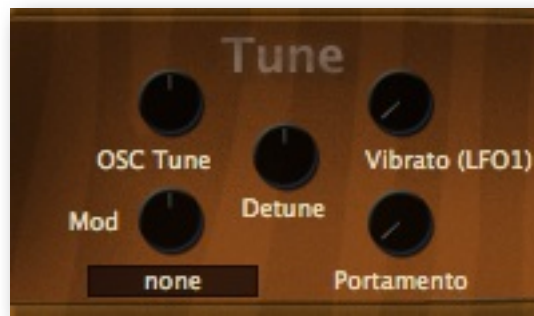 Tune
OSC Tune
Vibrato (LFO1)
Detune
Mod
none
Portamento